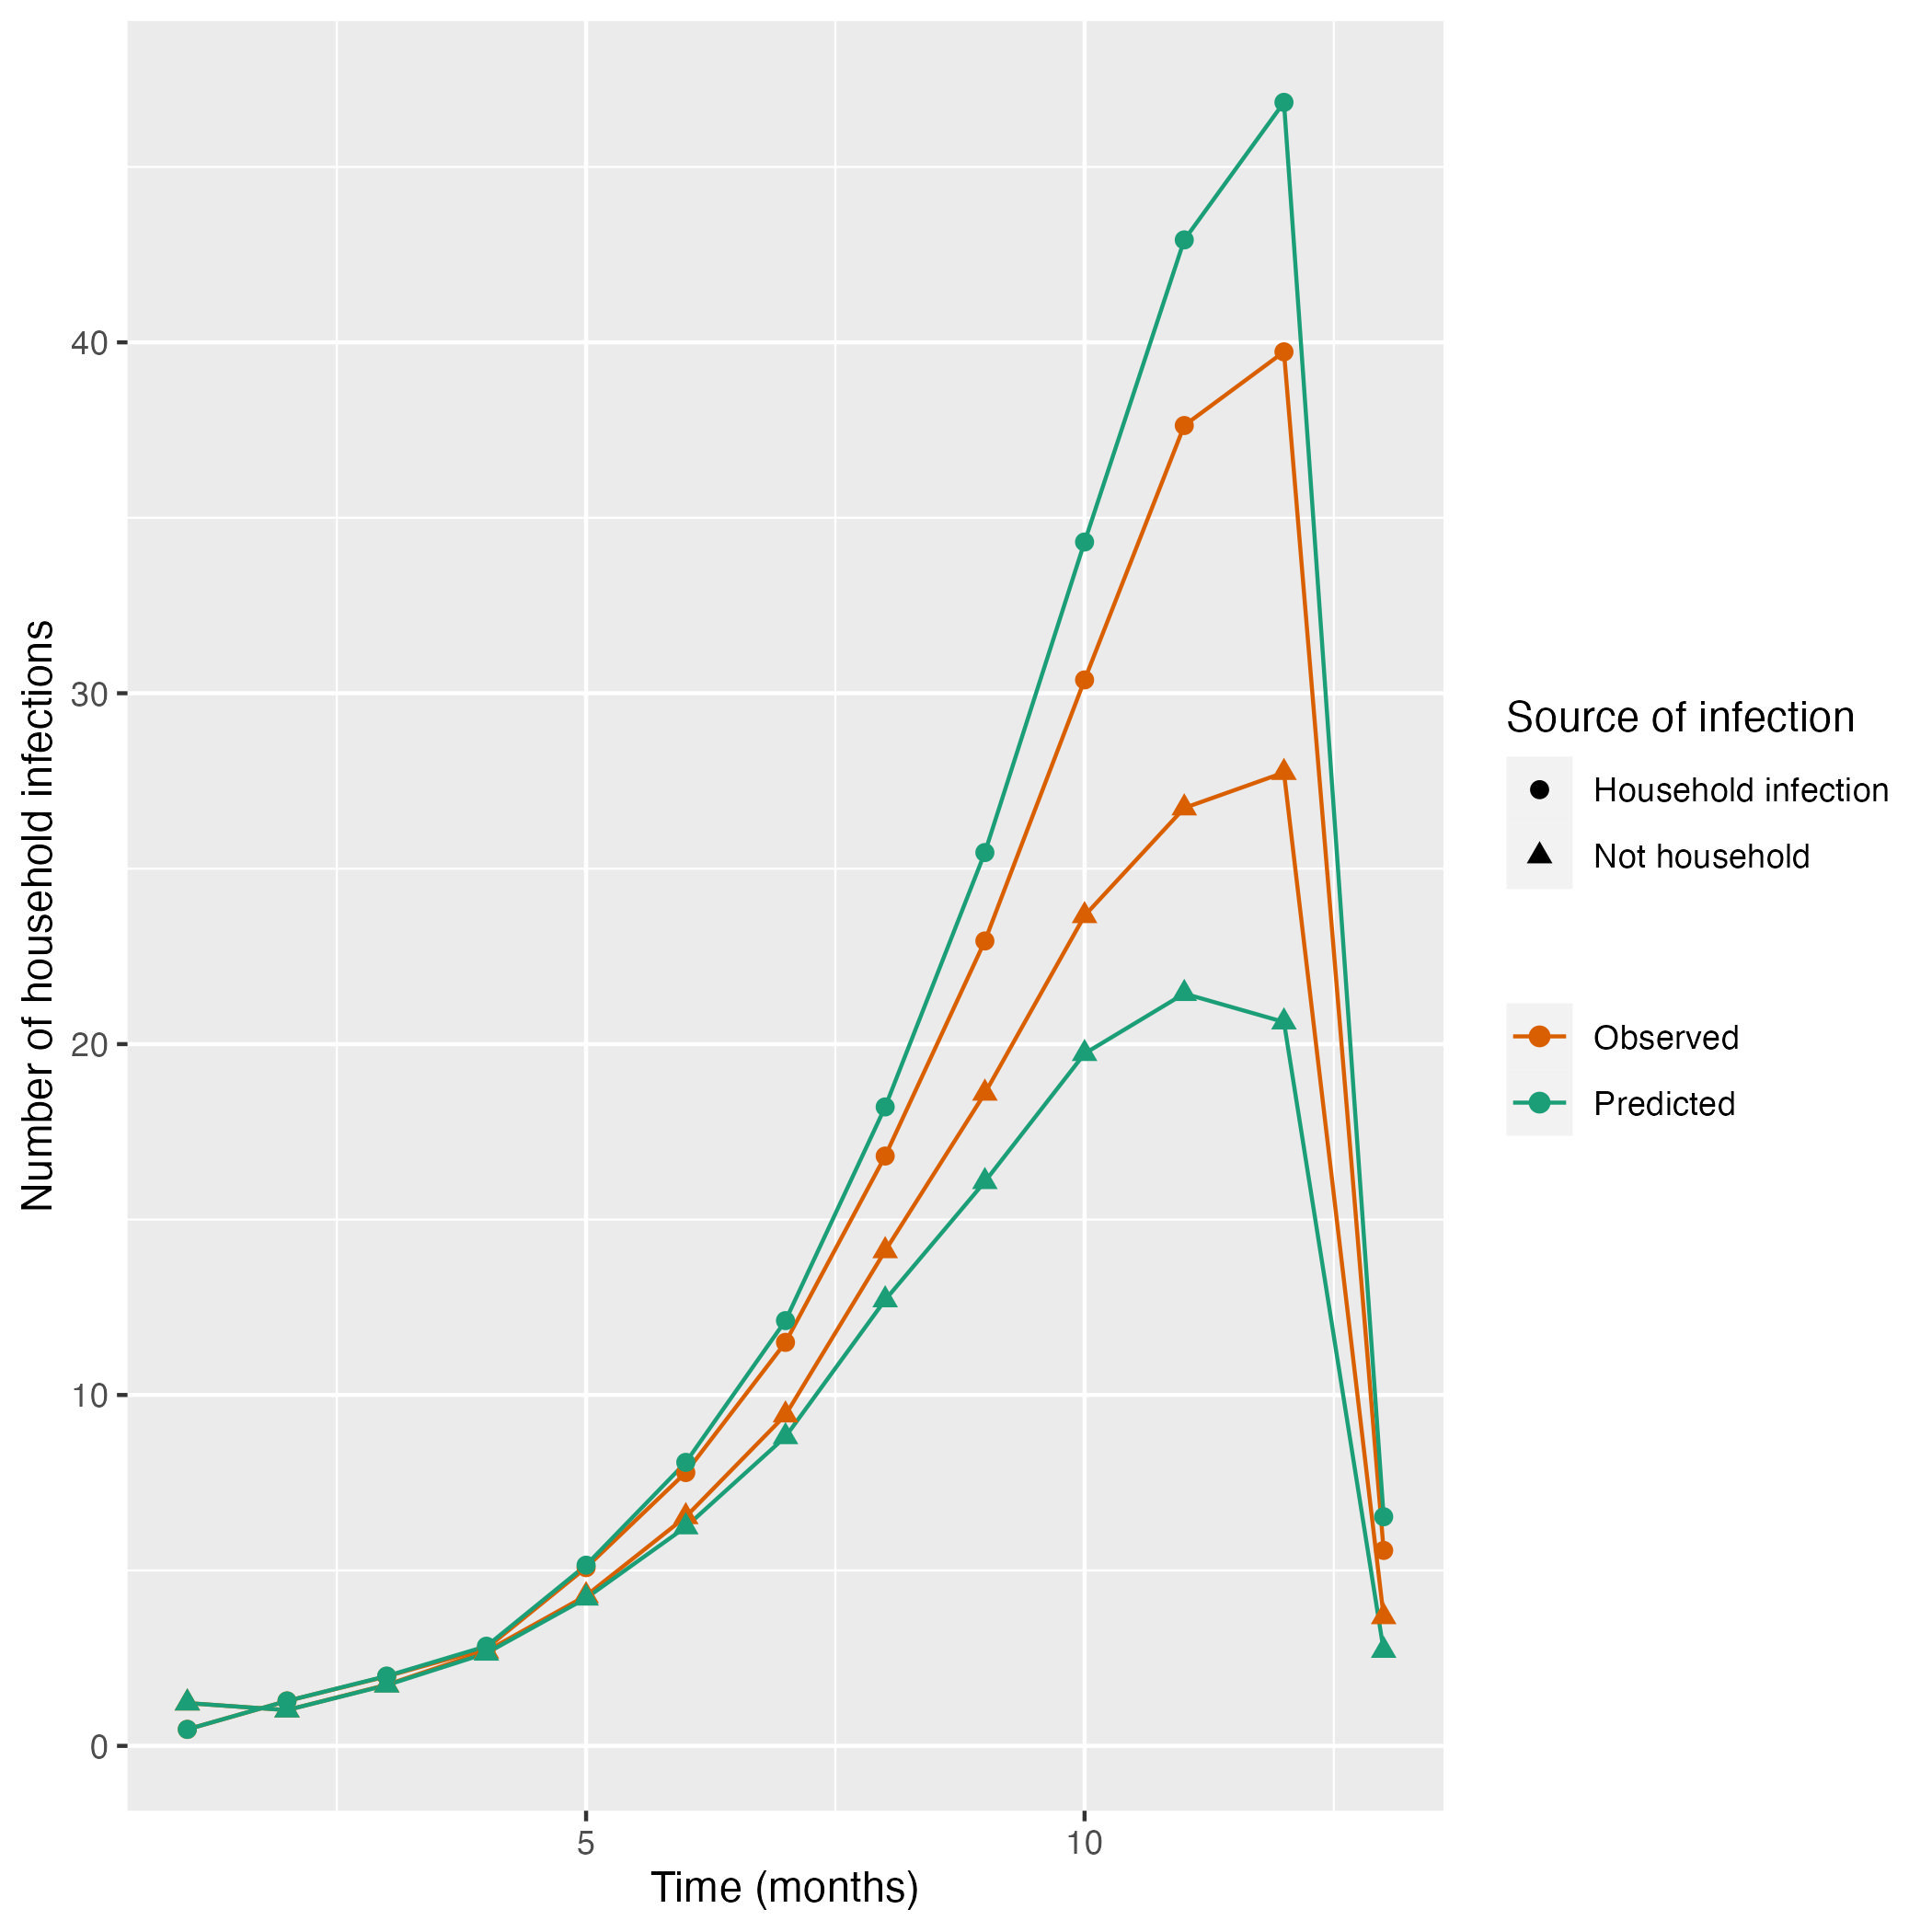 40
30
20
10
0
5
10
Number of household infections
Time (months)
Source of infection
Household infection
Not household
Observed
Predicted